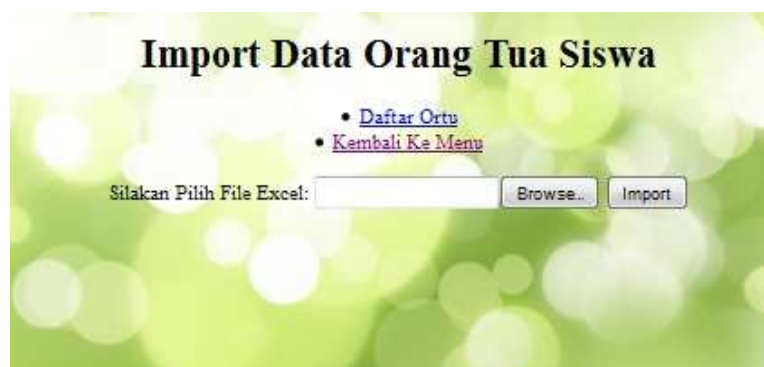 Import Data Orang Tua Siswa
• Daftar Ortu
• Kembali Ke Menu
Silakan Pilih File Excel: Browse... Import